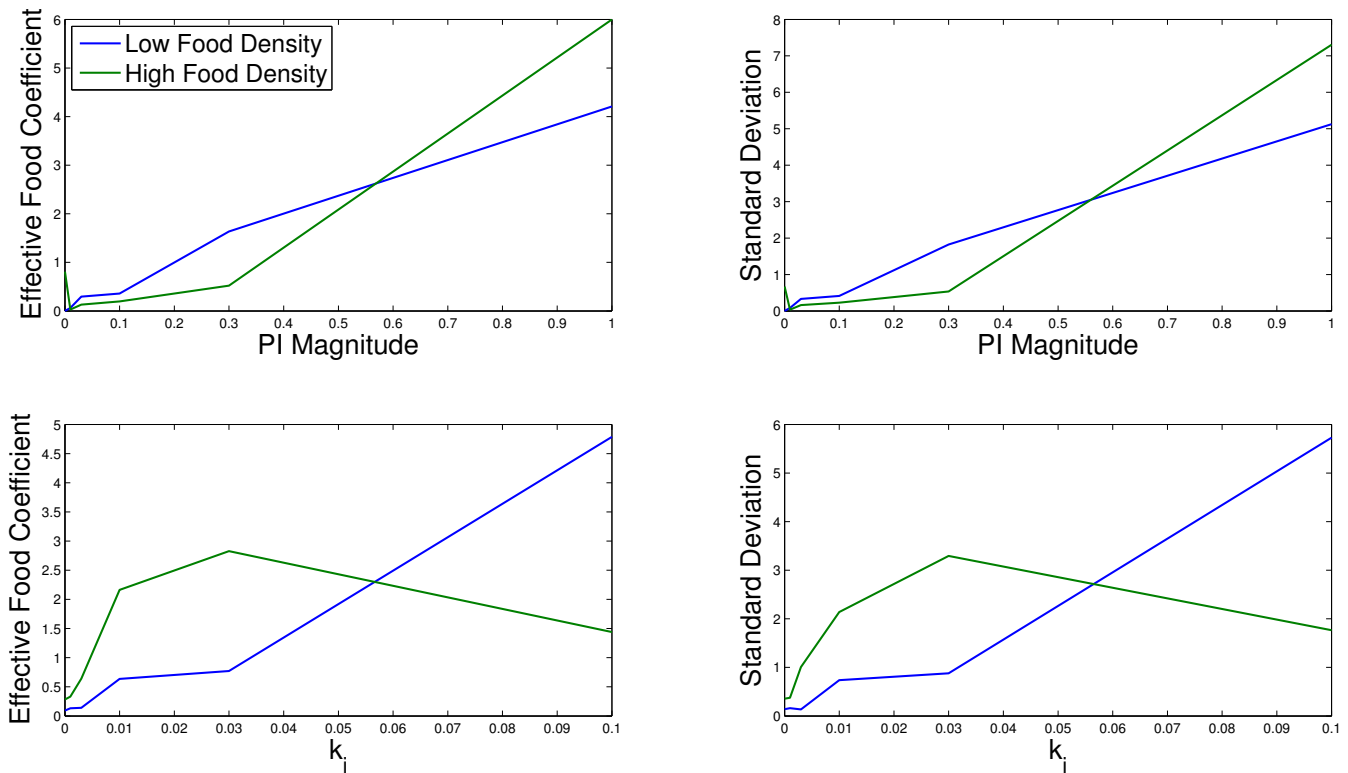 Effective Food Coefficient
6
5
4
3
2
1
0
Low Food Density
High Food Density
0 0.1 0.2 0.3 0.4 0.5 0.6 0.7 0.8 0.9 1
PI Magnitude
Standard Deviation
8
7
6
5
4
3
2
1
0
0 0.1 0.2 0.3 0.4 0.5 0.6 0.7 0.8 0.9 1
PI Magnitude
Effective Food Coefficient
5
4.5
4
3.5
3
2.5
2
1.5
1
0.5
0
0 0.01 0.02 0.03 0.04 0.05 0.06 0.07 0.08 0.09 0.1
k_i
Standard Deviation
6
5
4
3
2
1
0
0 0.01 0.02 0.03 0.04 0.05 0.06 0.07 0.08 0.09 0.1
k_i